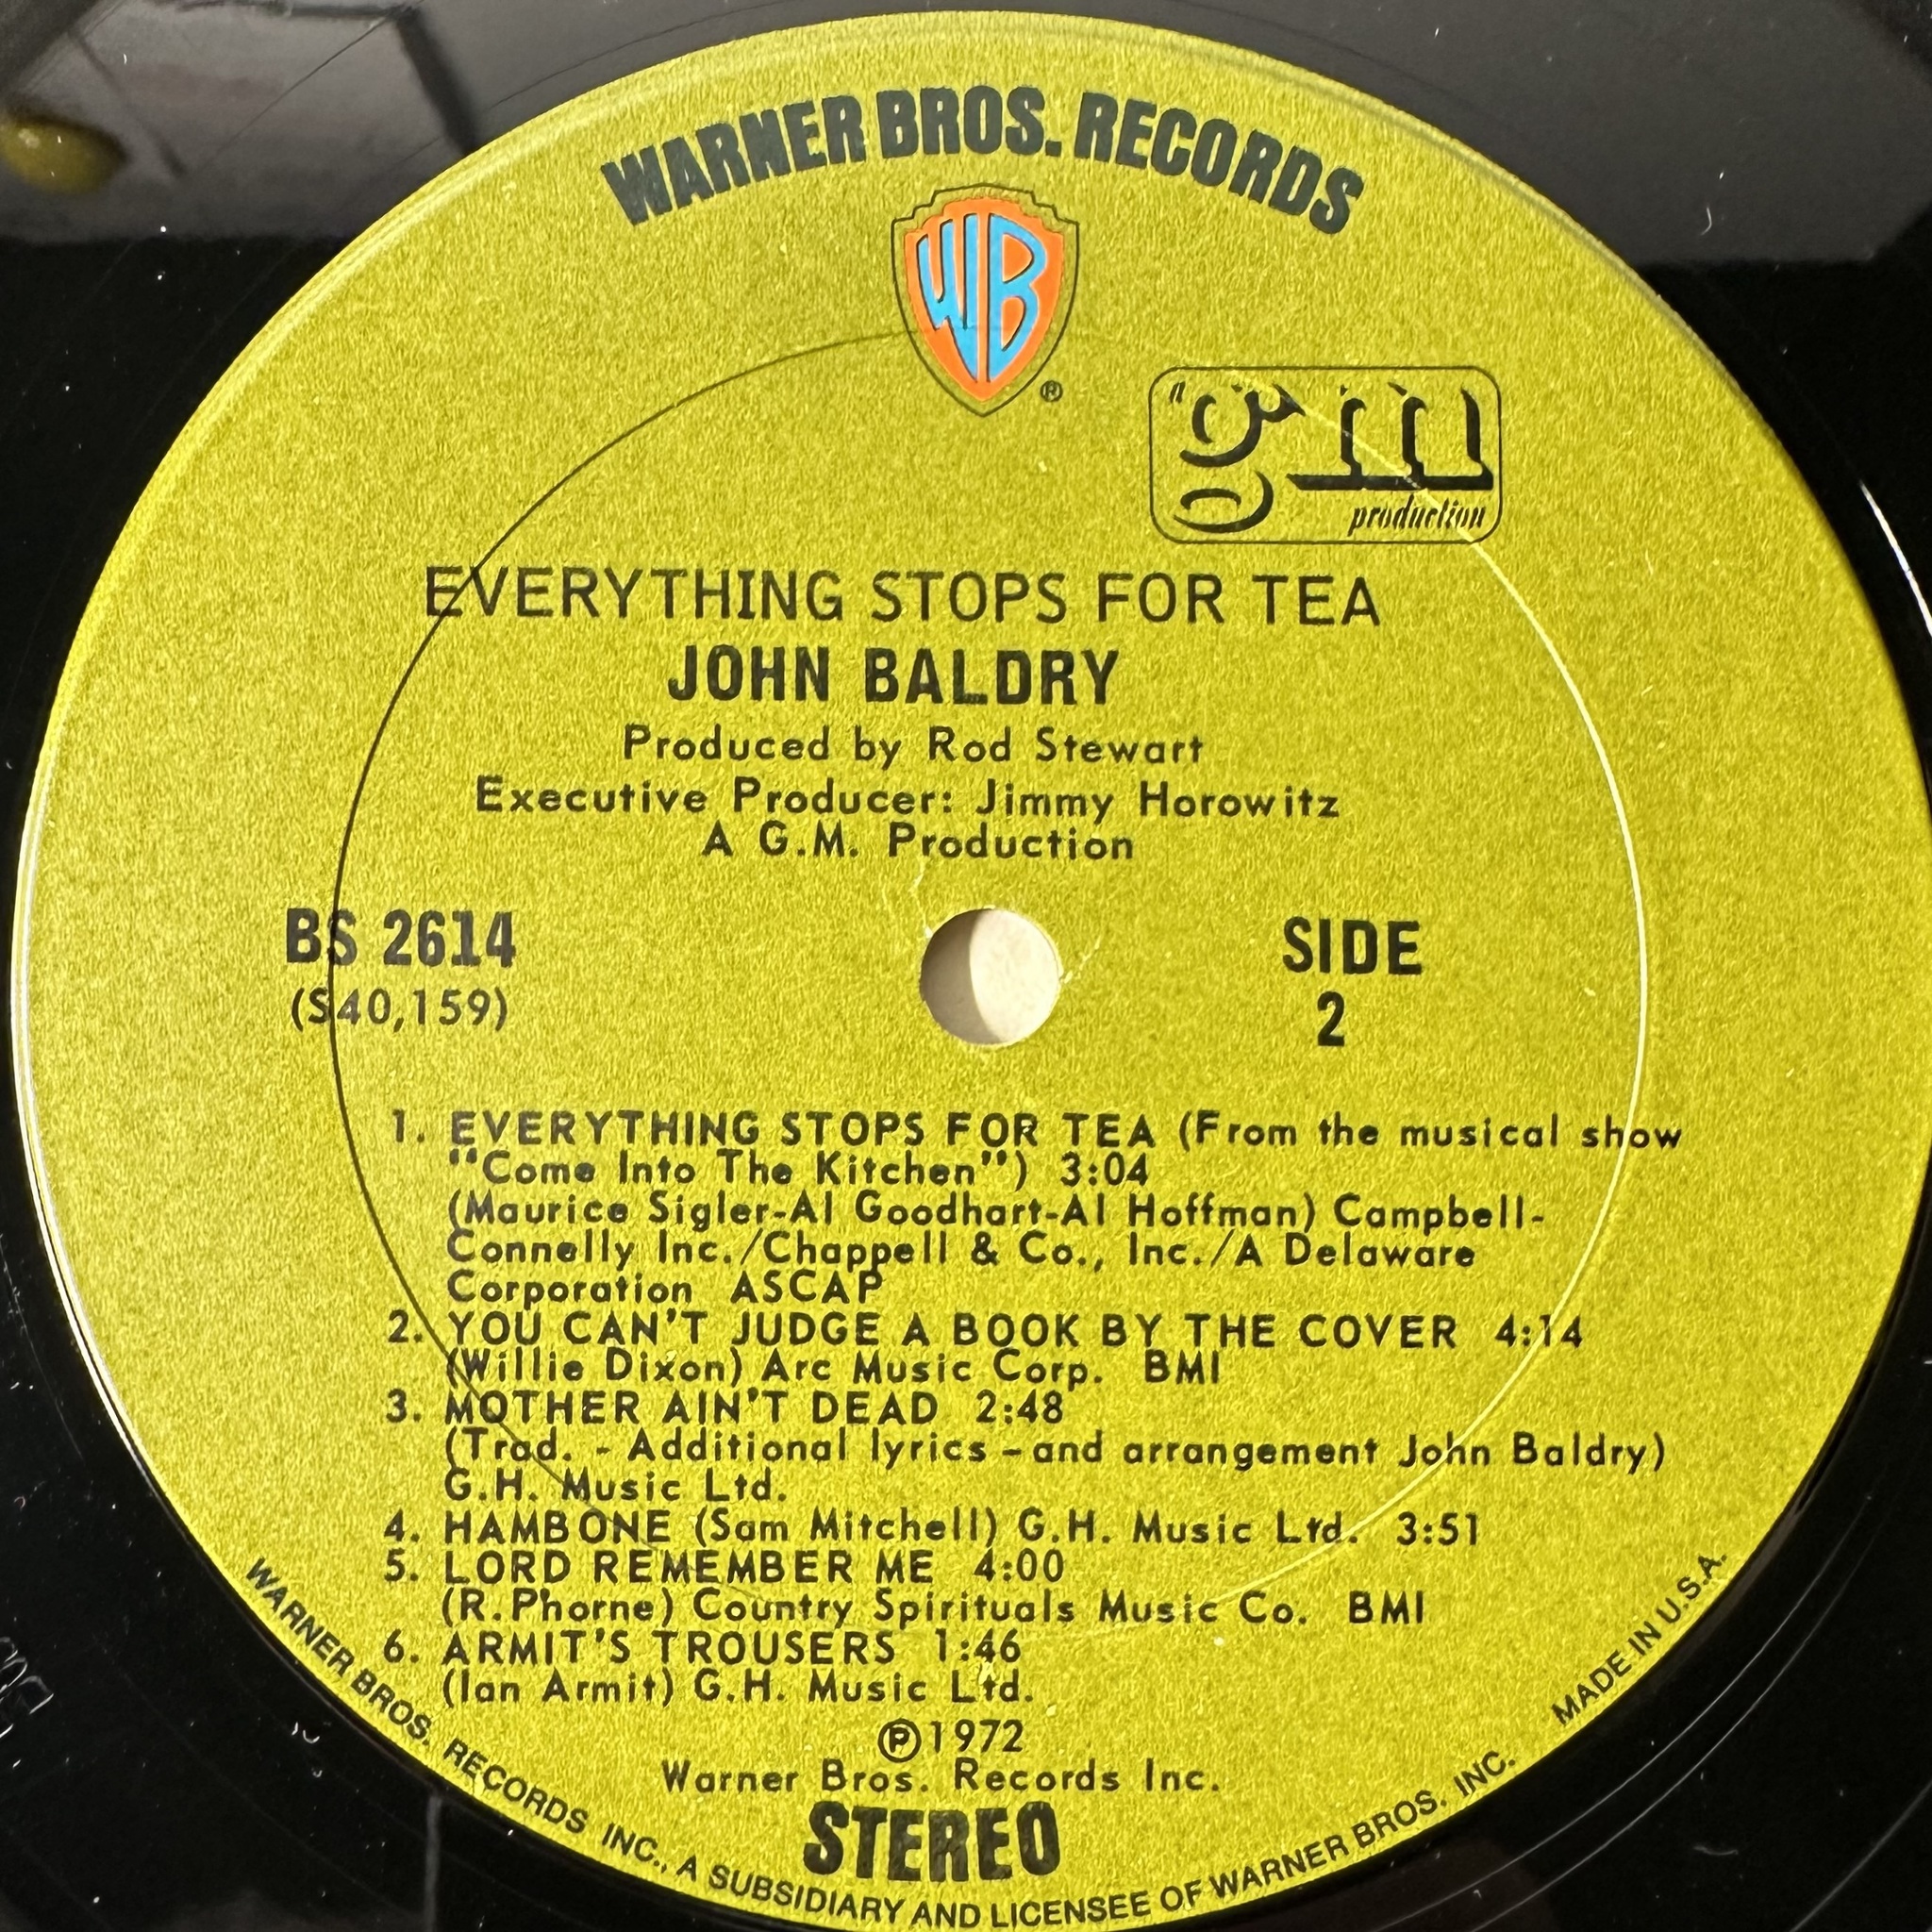 WARNER BROS. RECORDS
WB
®
"gm
production
EVERYTHING STOPS FOR TEA
JOHN BALDRY
Produced by Rod Stewart
Executive Producer: Jimmy Horowitz
A G.M. Production
BS 2614
(S40,159)
SIDE
2
1. EVERYTHING STOPS FOR TEA (From the musical show
"Come Into The Kitchen") 3:04
(Maurice Sigler-Al Goodhart-Al Hoffman) Campbell-
Connelly Inc./Chappell & Co., Inc./A Delaware
Corporation ASCAP
2. YOU CAN'T JUDGE A BOOK BY THE COVER 4:14
(Willie Dixon) Arc Music Corp. BMI
3. MOTHER AIN'T DEAD 2:48
(Trad. - Additional lyrics - and arrangement John Baldry)
G.H. Music Ltd.
4. HAMBONE (Sam Mitchell) G.H. Music Ltd. 3:51
5. LORD REMEMBER ME 4:00
(R.Phorne) Country Spirituals Music Co. BMI
6. ARMIT'S TROUSERS 1:46
(Ian Armit) G.H. Music Ltd.
℗1972
Warner Bros. Records Inc.
STEREO
WARNER BROS. RECORDS INC., A SUBSIDIARY AND LICENSEE OF WARNER BROS. INC. MADE IN U.S.A.